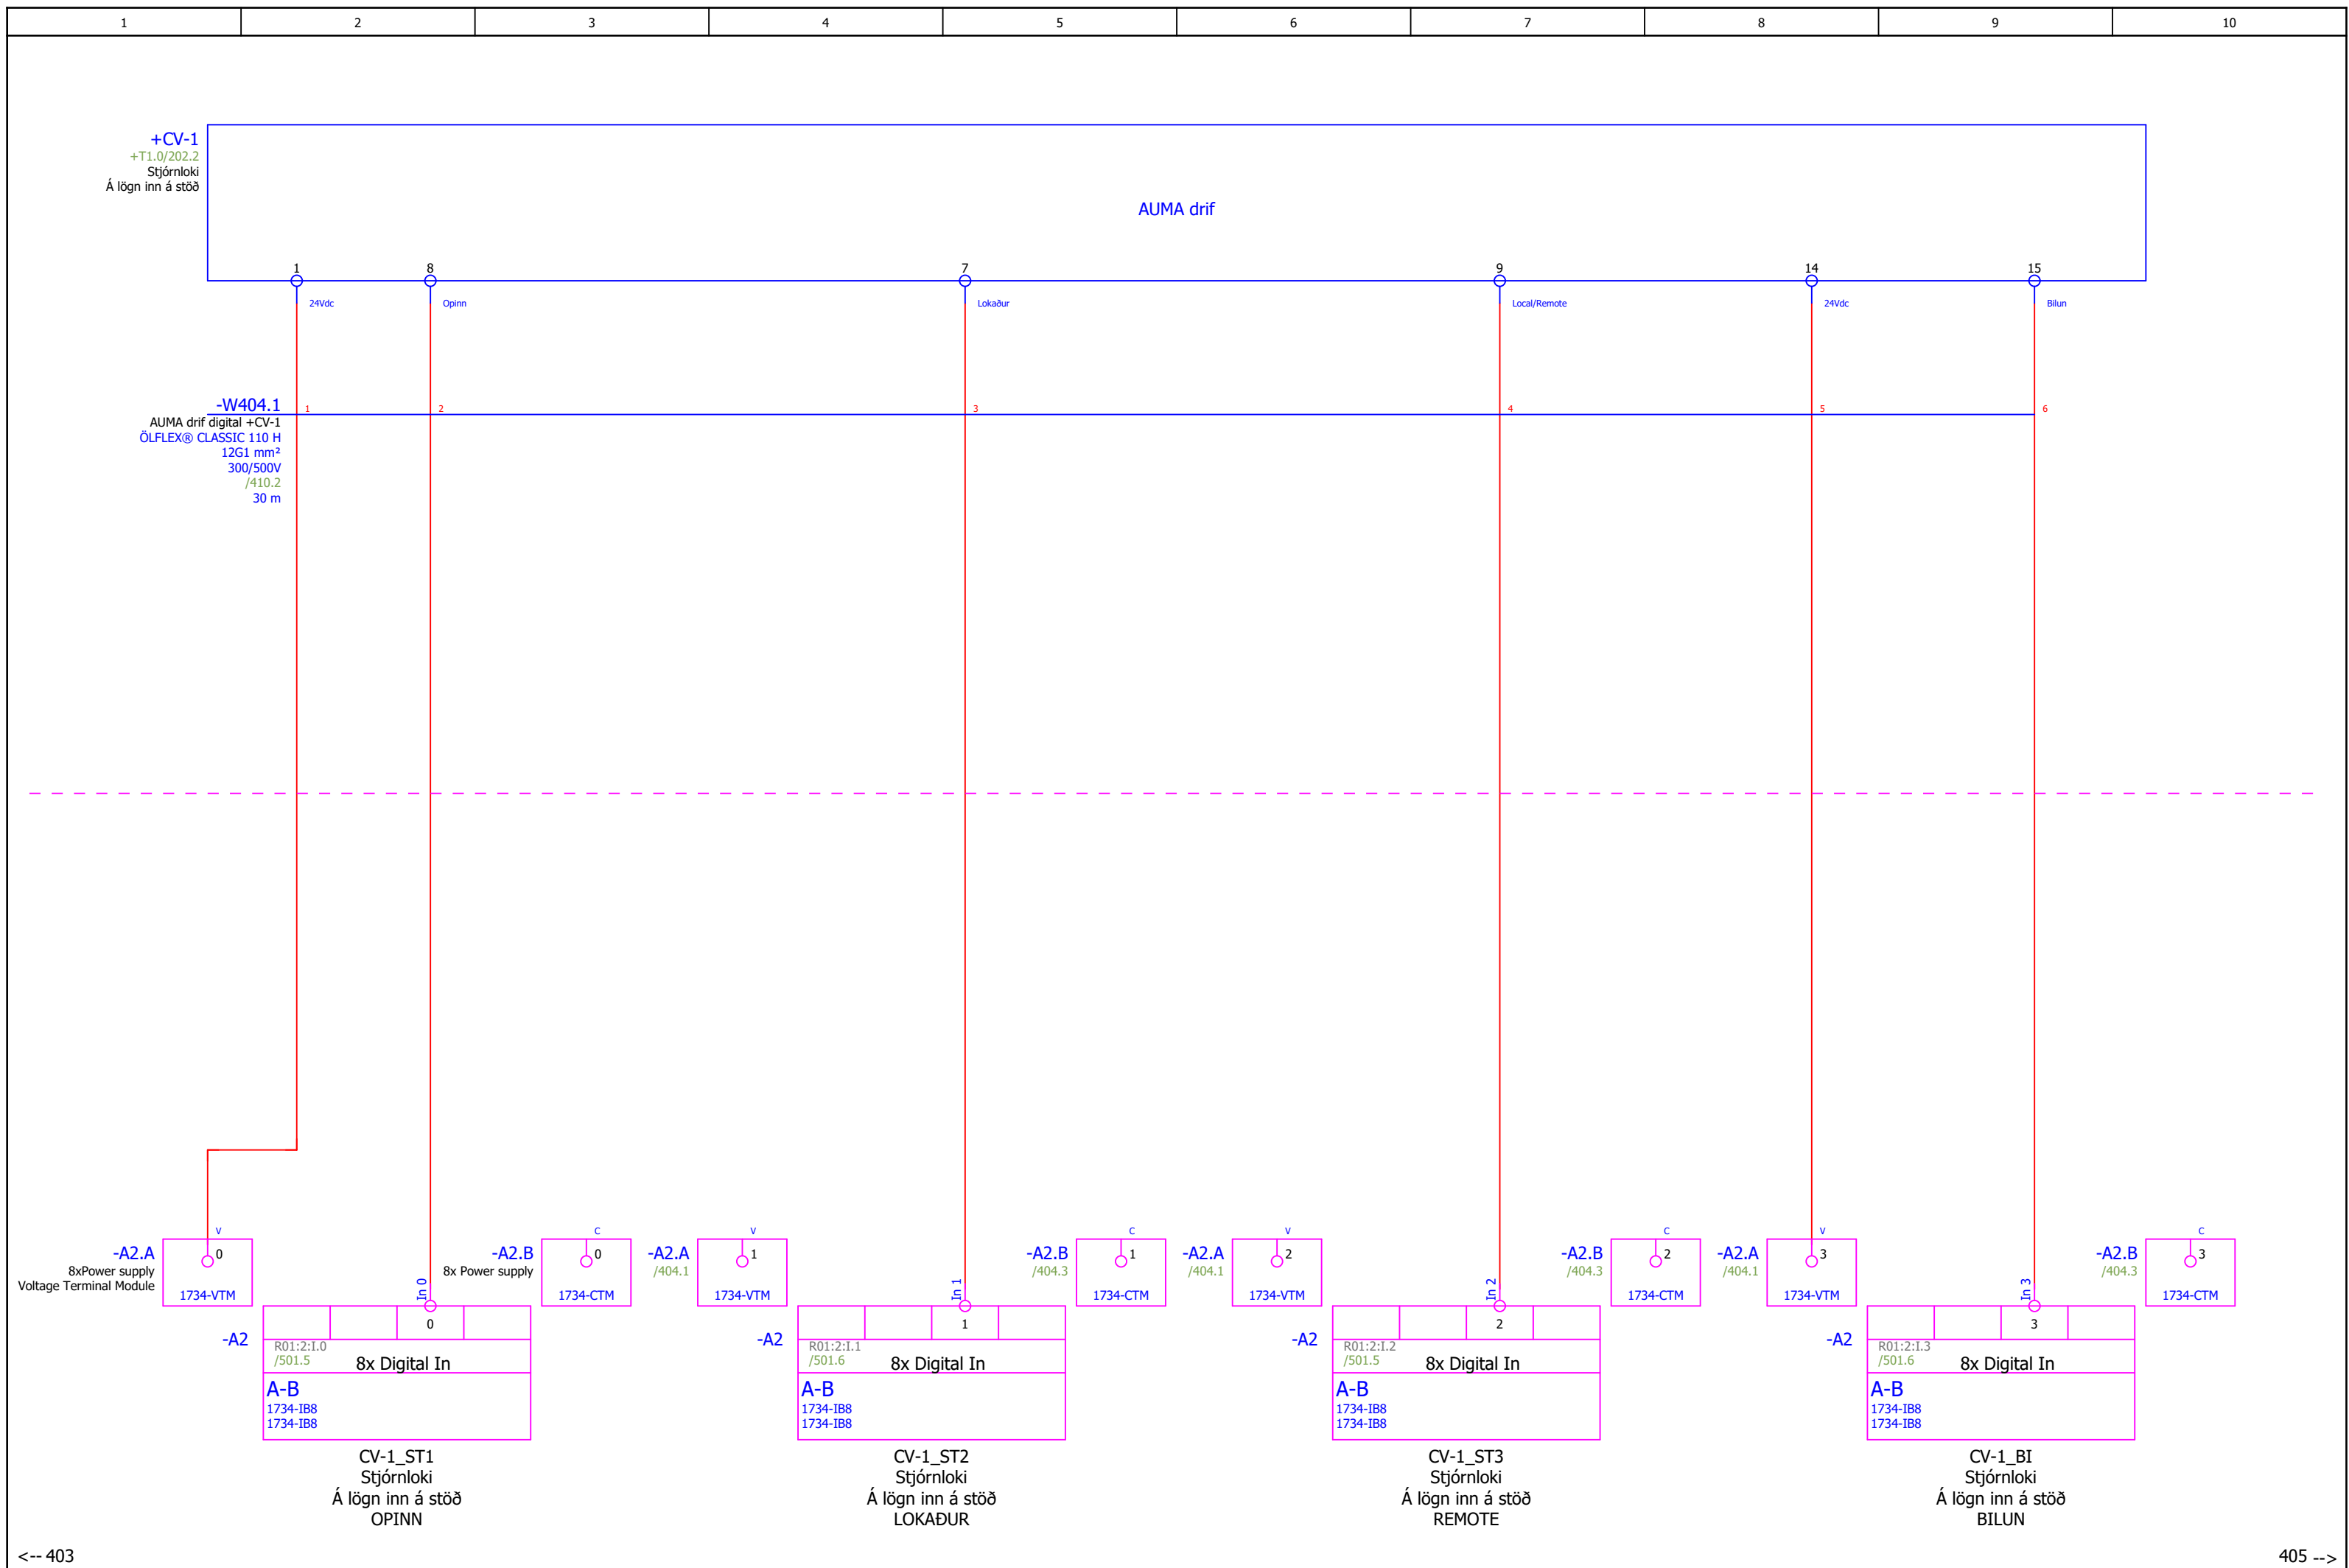 1 2 3 4 5 6 7 8 9 10
+CV-1
+T1.0/202.2
Stjórnloki
Á lögn inn á stöð
AUMA drif
1 8 7 9 14 15
24Vdc Opinn Lokaður Local/Remote 24Vdc Bilun
-W404.1 1 2 3 4 5 6
AUMA drif digital +CV-1
ÖLFLEX® CLASSIC 110 H
12G1 mm²
300/500V
/410.2
30 m
-A2.A
8xPower supply
Voltage Terminal Module
V
0
1734-VTM
In 0
-A2.B
8x Power supply
C
0
1734-CTM
-A2
0
R01:2:I.0
/501.5
8x Digital In
A-B
1734-IB8
1734-IB8
CV-1_ST1
Stjórnloki
Á lögn inn á stöð
OPINN
-A2.A
/404.1
V
1
1734-VTM
In 1
-A2.B
/404.3
C
1
1734-CTM
-A2
1
R01:2:I.1
/501.6
8x Digital In
A-B
1734-IB8
1734-IB8
CV-1_ST2
Stjórnloki
Á lögn inn á stöð
LOKAÐUR
-A2.A
/404.1
V
2
1734-VTM
In 2
-A2.B
/404.3
C
2
1734-CTM
-A2
2
R01:2:I.2
/501.5
8x Digital In
A-B
1734-IB8
1734-IB8
CV-1_ST3
Stjórnloki
Á lögn inn á stöð
REMOTE
-A2.A
/404.1
V
3
1734-VTM
In 3
-A2.B
/404.3
C
3
1734-CTM
-A2
3
R01:2:I.3
/501.6
8x Digital In
A-B
1734-IB8
1734-IB8
CV-1_BI
Stjórnloki
Á lögn inn á stöð
BILUN
<-- 403
405 -->